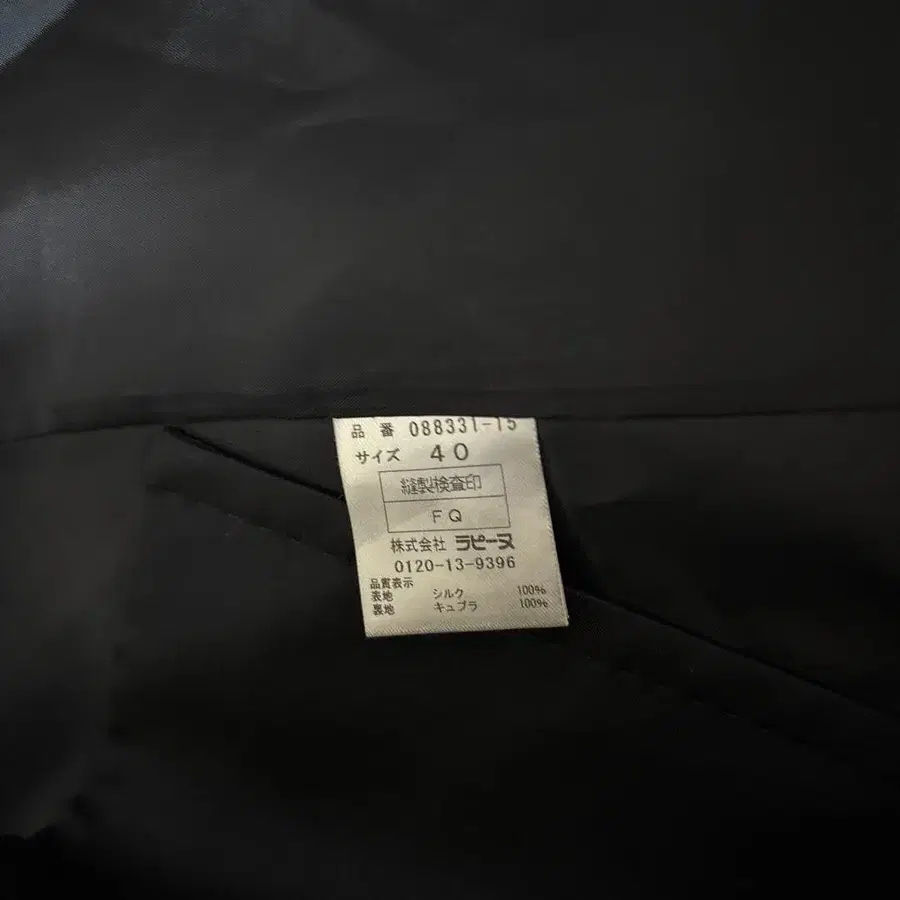 品番 088331-15
サイズ 40
縫製検査印
FQ
株式会社 ラピーヌ
0120-13-9396
品質表示
表地 シルク 100%
裏地 キュプラ 100%